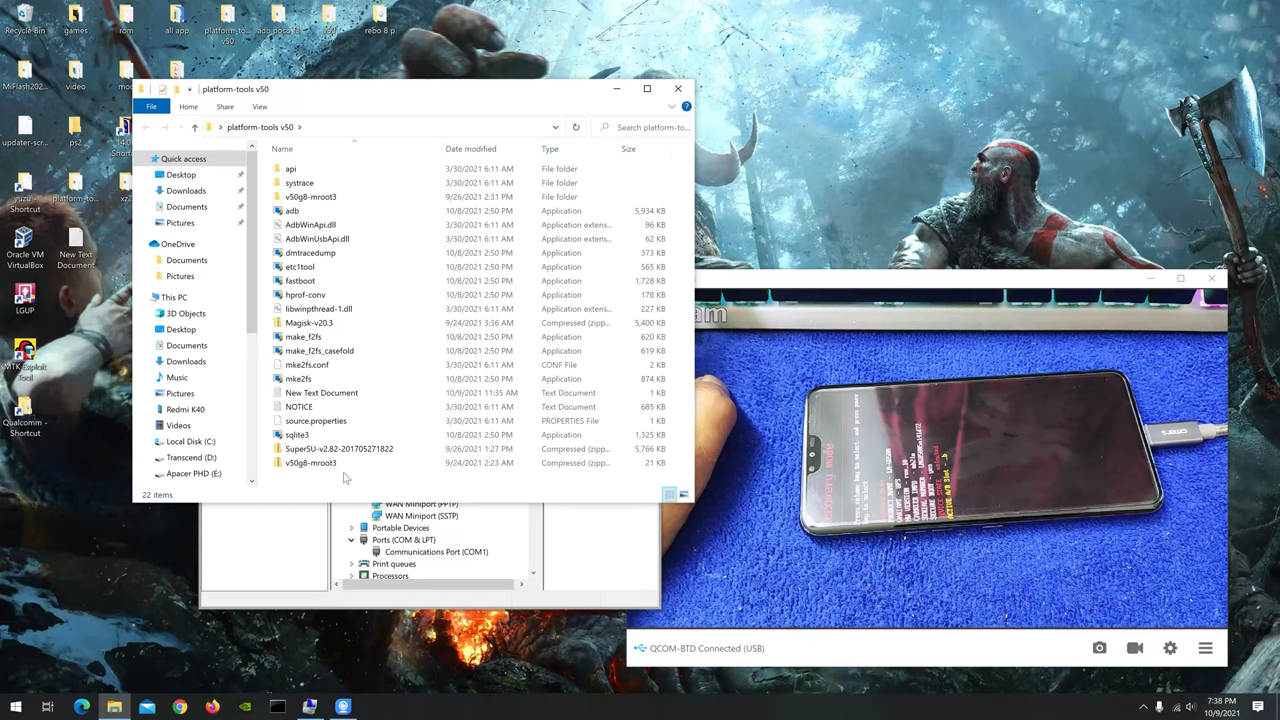 Recycle Bin
games
rom
all app
platform-to...
v50
adb poco f3
v50
rebo 8 p
MiFlash202...
video
updater-scr...
ps2
Shortc
yuzu -
Shortcut
platform-to...
xz2
Oracle VM
VirtualBox
New Text
Document
LGUP
MTK Exploit
Tool
Qualcomm -
Shortcut
platform-tools v50
File
Home
Share
View
platform-tools v50
Search platform-to...
Name
Date modified
Type
Size
Quick access
Desktop
Downloads
Documents
Pictures
OneDrive
Documents
Pictures
This PC
3D Objects
Desktop
Documents
Downloads
Music
Pictures
Redmi K40
Videos
Local Disk (C:)
Transcend (D:)
Apacer PHD (E:)
api 3/30/2021 6:11 AM File folder
systrace 3/30/2021 6:11 AM File folder
v50g8-mroot3 9/26/2021 2:31 PM File folder
adb 10/8/2021 2:50 PM Application 5,934 KB
AdbWinApi.dll 3/30/2021 6:11 AM Application extens... 96 KB
AdbWinUsbApi.dll 3/30/2021 6:11 AM Application extens... 62 KB
dmtracedump 10/8/2021 2:50 PM Application 373 KB
etc1tool 10/8/2021 2:50 PM Application 565 KB
fastboot 10/8/2021 2:50 PM Application 1,728 KB
hprof-conv 10/8/2021 2:50 PM Application 178 KB
libwinpthread-1.dll 3/30/2021 6:11 AM Application extens... 227 KB
Magisk-v20.3 9/24/2021 3:36 AM Compressed (zipp... 5,400 KB
make_f2fs 10/8/2021 2:50 PM Application 620 KB
make_f2fs_casefold 10/8/2021 2:50 PM Application 619 KB
mke2fs.conf 3/30/2021 6:11 AM CONF File 2 KB
mke2fs 10/8/2021 2:50 PM Application 874 KB
New Text Document 10/9/2021 11:35 AM Text Document 1 KB
NOTICE 3/30/2021 6:11 AM Text Document 685 KB
source.properties 3/30/2021 6:11 AM PROPERTIES File 1 KB
sqlite3 10/8/2021 2:50 PM Application 1,325 KB
SuperSU-v2.82-201705271822 9/26/2021 1:27 PM Compressed (zipp... 5,766 KB
v50g8-mroot3 9/24/2021 2:23 AM Compressed (zipp... 21 KB
22 items
WAN Miniport (PPTP)
WAN Miniport (SSTP)
Portable Devices
Ports (COM & LPT)
Communications Port (COM1)
Print queues
Processors
QCOM-BTD Connected (USB)
7:38 PM
10/9/2021